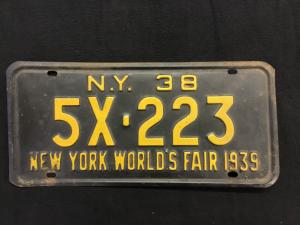 N.Y. 38
5X·223
NEW YORK WORLD'S FAIR 1939